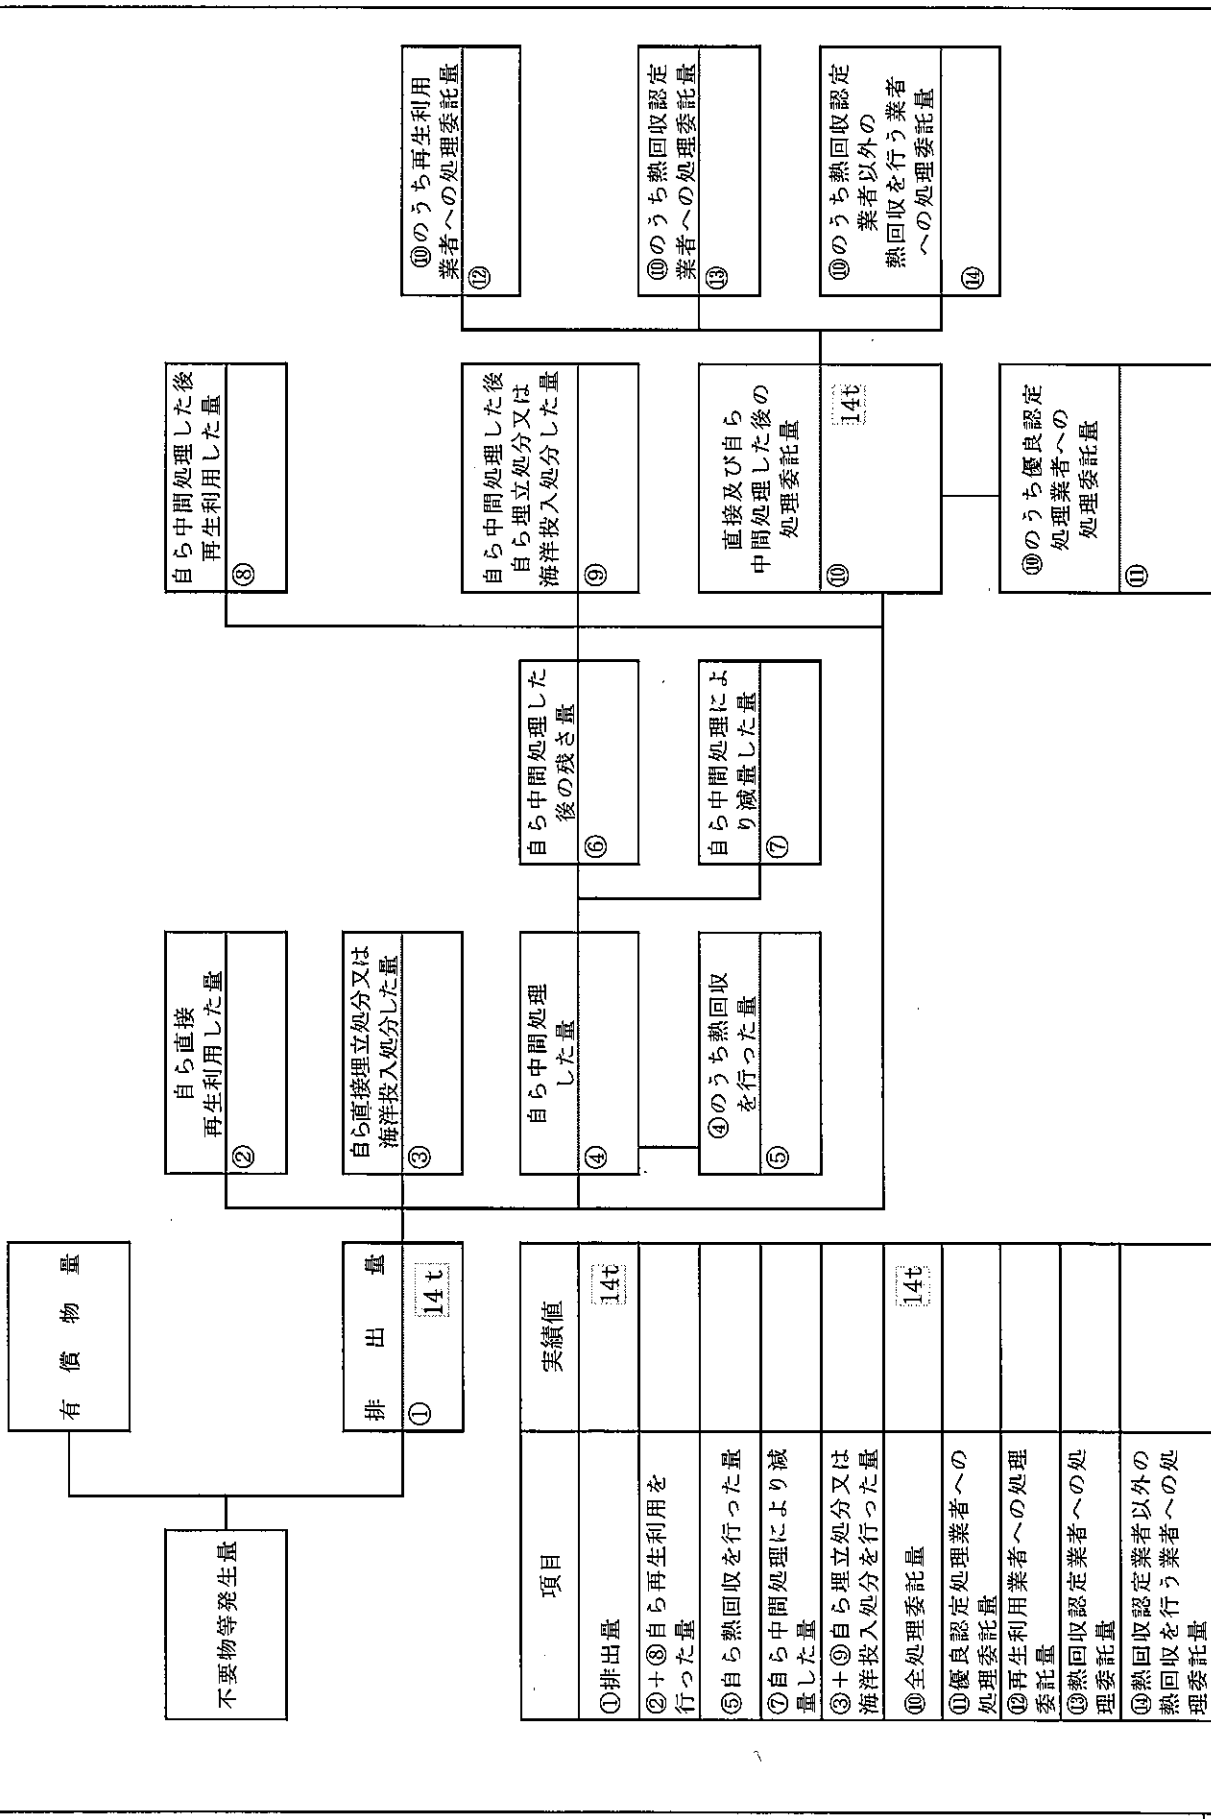 不要物等発生量
有償物量
排出量
①
14t
自ら直接
再生利用した量
②
自ら直接埋立処分又は
海洋投入処分した量
③
自ら中間処理
した量
④
④のうち熱回収
を行った量
⑤
自ら中間処理した
後の残さ量
⑥
自ら中間処理によ
り減量した量
⑦
自ら中間処理した後
再生利用した量
⑧
自ら中間処理した後
自ら埋立処分又は
海洋投入処分した量
⑨
直接及び自ら
中間処理した後の
処理委託量
⑩
14t
⑩のうち優良認定
処理業者への
処理委託量
⑪
⑩のうち再生利用
業者への処理委託量
⑫
⑩のうち熱回収認定
業者への処理委託量
⑬
⑩のうち熱回収認定
業者以外の
熱回収を行う業者
への処理委託量
⑭
項目 実績値
①排出量 14t
②+⑧自ら再生利用を
行った量
⑤自ら熱回収を行った量
⑦自ら中間処理により減
量した量
③+⑨自ら埋立処分又は
海洋投入処分を行った量
⑩全処理委託量 14t
⑪優良認定処理業者への
処理委託量
⑫再生利用業者への処理
委託量
⑬熱回収認定業者への処
理委託量
⑭熱回収認定業者以外の
熱回収を行う業者への処
理委託量